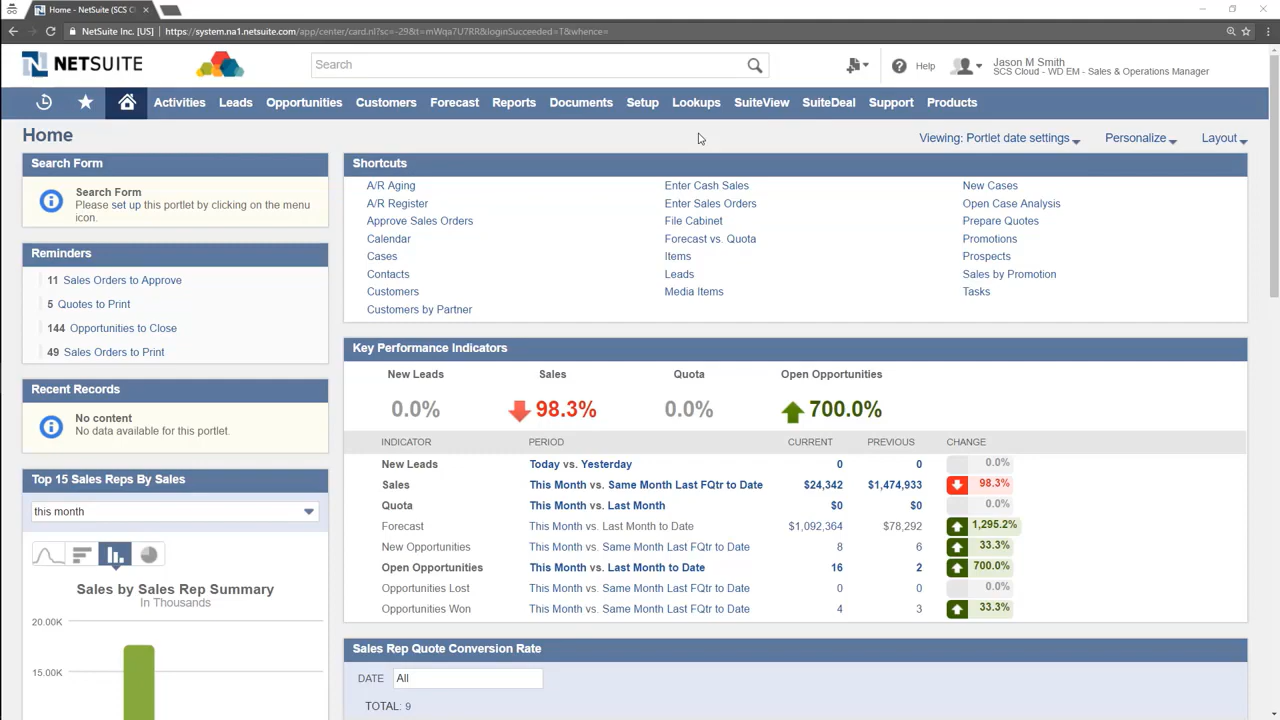 Home - NetSuite (SCS C
NetSuite Inc. [US] https://system.na1.netsuite.com/app/center/card.nl?sc=-29&t=mWqa7U7RR&loginSucceeded=T&whence=
NETSUITE
Search
Help
Jason M Smith
SCS Cloud - WD EM - Sales & Operations Manager
Activities Leads Opportunities Customers Forecast Reports Documents Setup Lookups SuiteView SuiteDeal Support Products
Home
Viewing: Portlet date settings Personalize Layout
Search Form
Search Form
Please set up this portlet by clicking on the menu
icon.
Reminders
11 Sales Orders to Approve
5 Quotes to Print
144 Opportunities to Close
49 Sales Orders to Print
Recent Records
No content
No data available for this portlet.
Top 15 Sales Reps By Sales
this month
Sales by Sales Rep Summary
In Thousands
20.00K
15.00K
Shortcuts
A/R Aging Enter Cash Sales New Cases
A/R Register Enter Sales Orders Open Case Analysis
Approve Sales Orders File Cabinet Prepare Quotes
Calendar Forecast vs. Quota Promotions
Cases Items Prospects
Contacts Leads Sales by Promotion
Customers Media Items Tasks
Customers by Partner
Key Performance Indicators
New Leads Sales Quota Open Opportunities
0.0% 98.3% 0.0% 700.0%
INDICATOR PERIOD CURRENT PREVIOUS CHANGE
New Leads Today vs. Yesterday 0 0 0.0%
Sales This Month vs. Same Month Last FQtr to Date $24,342 $1,474,933 98.3%
Quota This Month vs. Last Month $0 $0 0.0%
Forecast This Month vs. Last Month to Date $1,092,364 $78,292 1,295.2%
New Opportunities This Month vs. Same Month Last FQtr to Date 8 6 33.3%
Open Opportunities This Month vs. Last Month to Date 16 2 700.0%
Opportunities Lost This Month vs. Same Month Last FQtr to Date 0 0 0.0%
Opportunities Won This Month vs. Same Month Last FQtr to Date 4 3 33.3%
Sales Rep Quote Conversion Rate
DATE All
TOTAL: 9